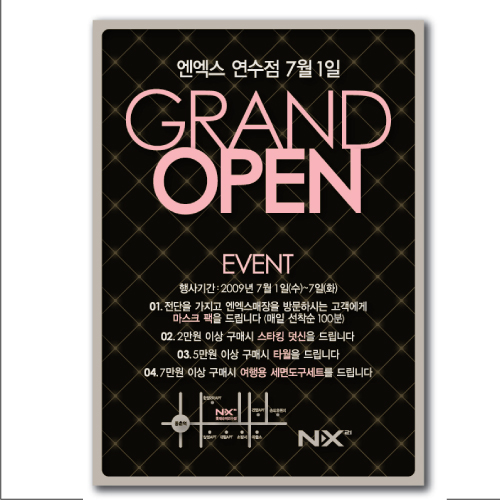 엔엑스 연수점 7월 1일
GRAND
OPEN
EVENT
행사기간 : 2009년 7월 1일(수)~7일(화)
01. 전단을 가지고 엔엑스매장을 방문하시는 고객에게
마스크 팩을 드립니다 (매일 선착순 100분)
02. 2만원 이상 구매시 스타킹 덧신을 드립니다
03. 5만원 이상 구매시 타월을 드립니다
04. 7만원 이상 구매시 여행용 세면도구세트를 드립니다
NX
NX 21